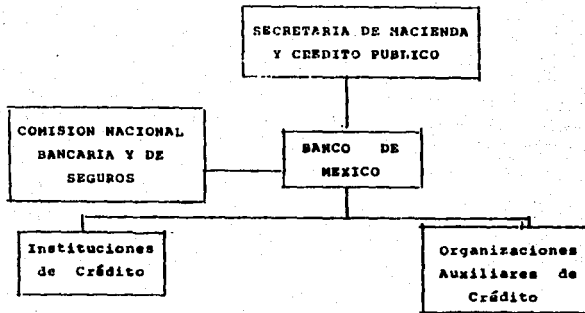 SECRETARIA DE HACIENDA
Y CREDITO PUBLICO
COMISION NACIONAL
BANCARIA Y DE
SEGUROS
BANCO DE
MEXICO
Instituciones
de Crédito
Organizaciones
Auxiliares de
Crédito